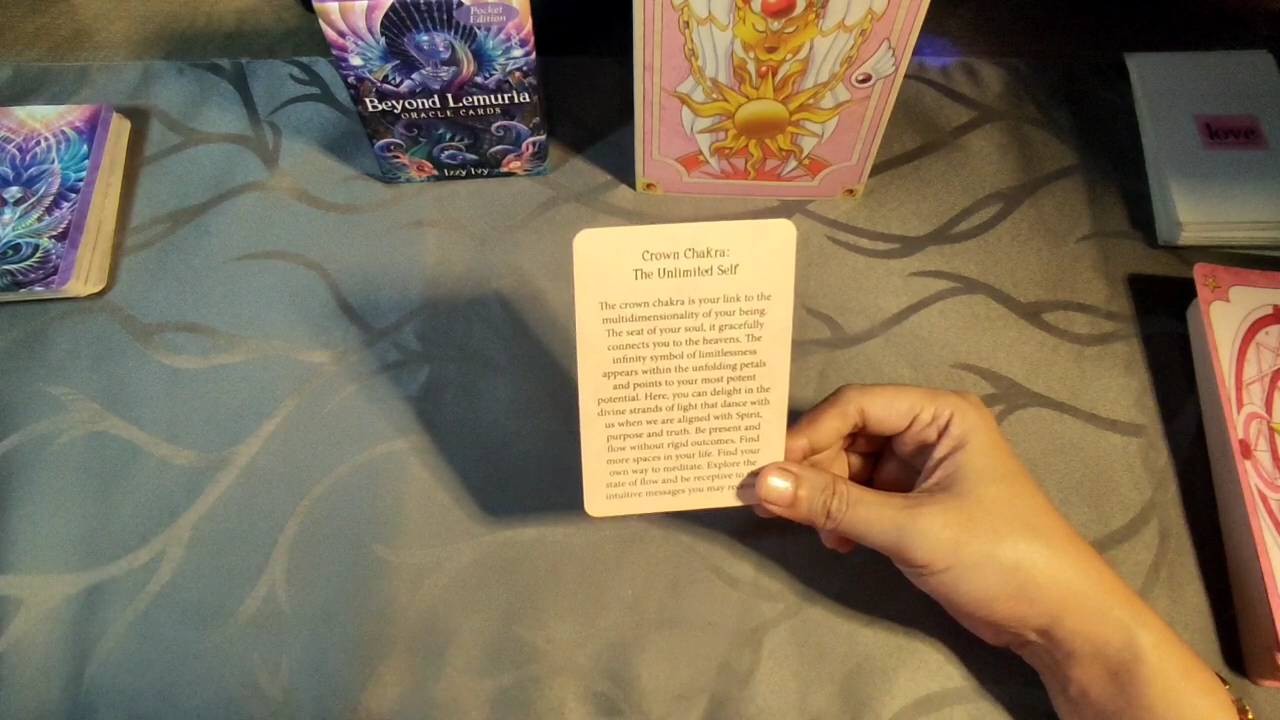 Pocket
Edition
Beyond Lemuria
ORACLE CARDS
Izzy Ivy
love
Crown Chakra:
The Unlimited Self
The crown chakra is your link to the
multidimensionality of your being.
The seat of your soul, it gracefully
connects you to the heavens. The
infinity symbol of limitlessness
appears within the unfolding petals
and points to your most potent
potential. Here, you can delight in the
divine strands of light that dance with
us when we are aligned with Spirit,
purpose and truth. Be present and
flow without rigid outcomes. Find
more spaces in your life. Find your
own way to meditate. Explore the
state of flow and be receptive to
intuitive messages you may